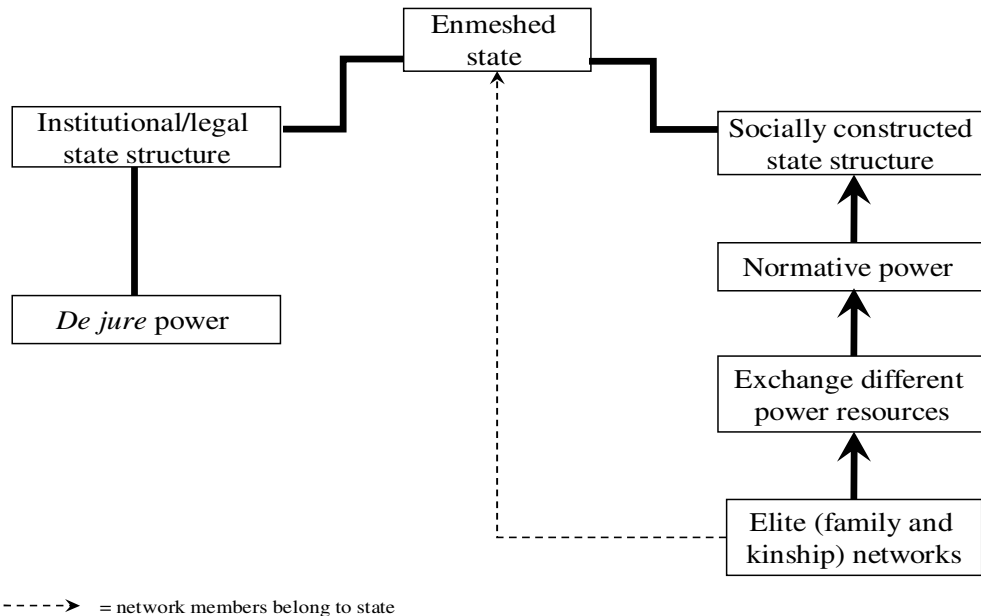 Enmeshed
state
Institutional/legal
state structure
Socially constructed
state structure
Normative power
De jure power
Exchange different
power resources
Elite (family and
kinship) networks
= network members belong to state